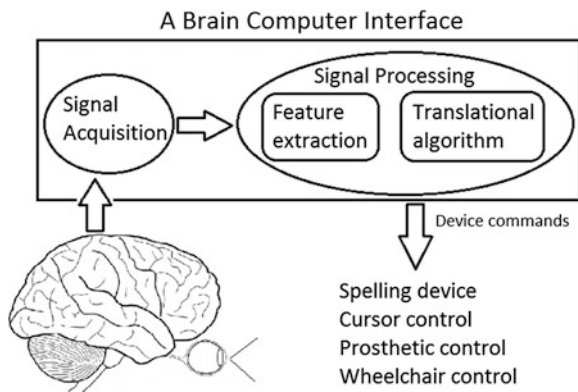 A Brain Computer Interface
Signal Processing
Signal
Acquisition
Feature
extraction
Translational
algorithm
Device commands
Spelling device
Cursor control
Prosthetic control
Wheelchair control